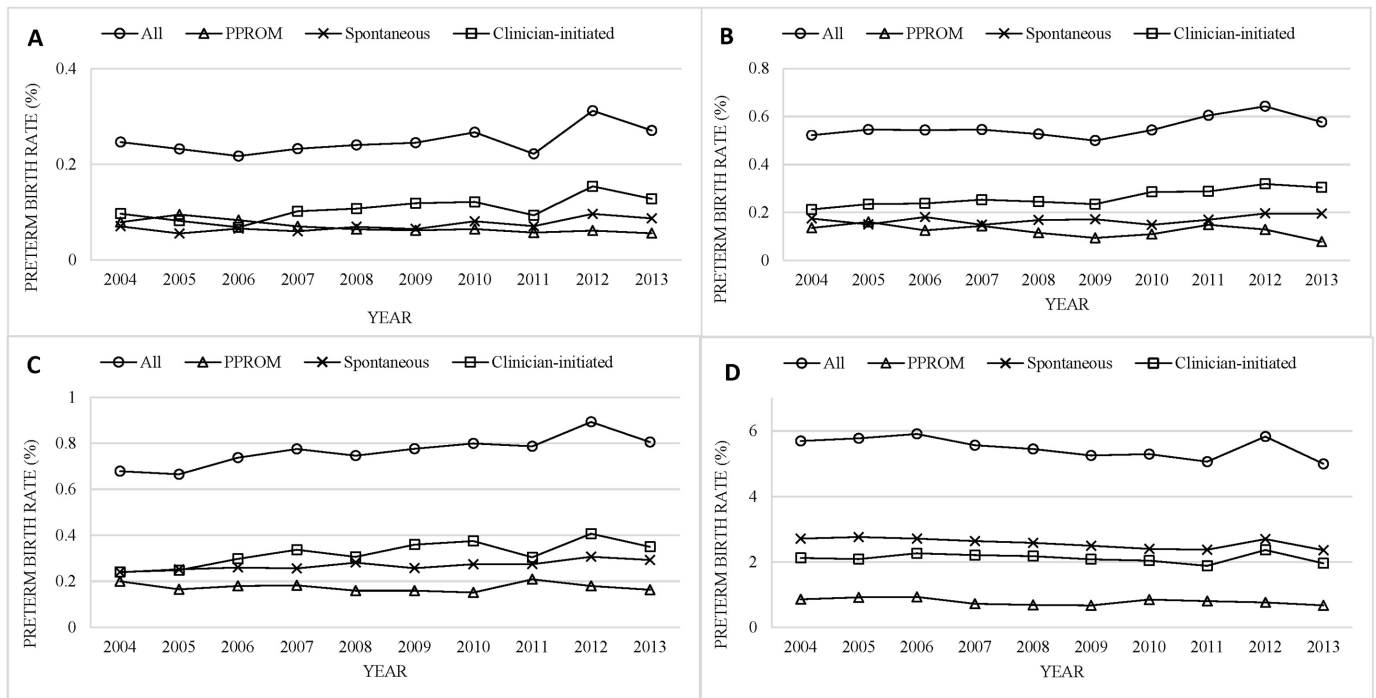 A
All PPROM Spontaneous Clinician-initiated
PRETERM BIRTH RATE (%)
0.4
0.2
0
2004 2005 2006 2007 2008 2009 2010 2011 2012 2013
YEAR
B
All PPROM Spontaneous Clinician-initiated
PRETERM BIRTH RATE (%)
0.8
0.6
0.4
0.2
0
2004 2005 2006 2007 2008 2009 2010 2011 2012 2013
YEAR
C
All PPROM Spontaneous Clinician-initiated
PRETERM BIRTH RATE (%)
1
0.8
0.6
0.4
0.2
0
2004 2005 2006 2007 2008 2009 2010 2011 2012 2013
YEAR
D
All PPROM Spontaneous Clinician-initiated
PRETERM BIRTH RATE (%)
6
4
2
0
2004 2005 2006 2007 2008 2009 2010 2011 2012 2013
YEAR